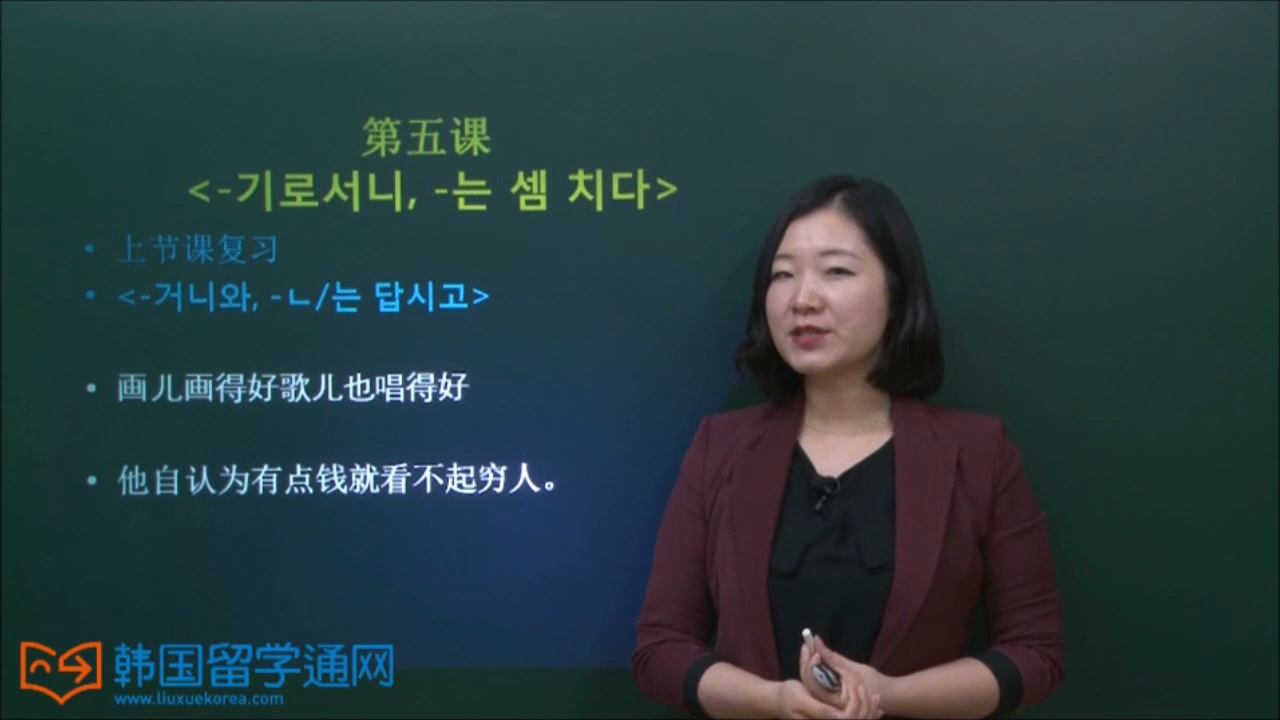 第五课
<-기로서니, -는 셈 치다>
• 上节课复习
• <-거니와, -ㄴ/는 답시고>
• 画儿画得好歌儿也唱得好
• 他自认为有点钱就看不起穷人。
韩国留学通网
www.liuxuekorea.com